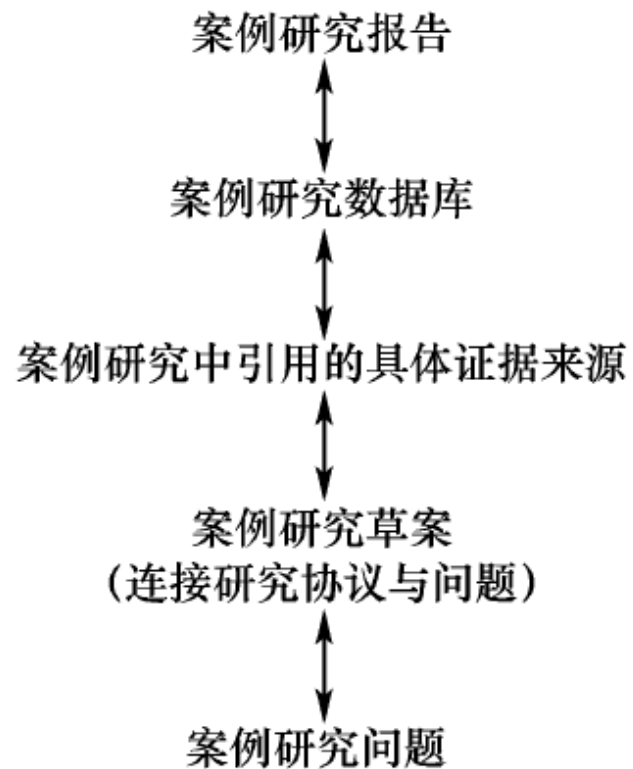 案例研究报告
案例研究数据库
案例研究中引用的具体证据来源
案例研究草案
（连接研究协议与问题）
案例研究问题